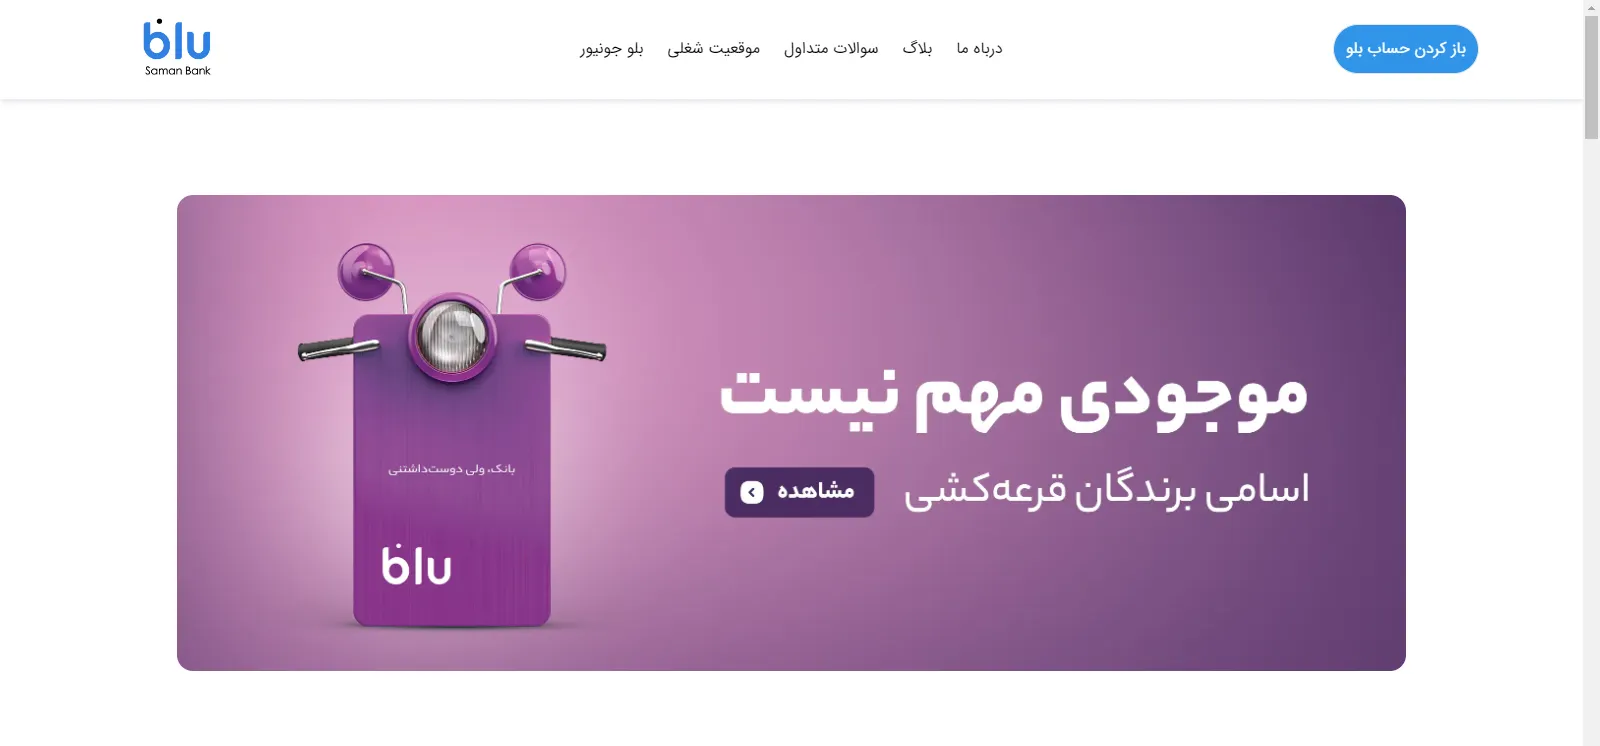 blu
Saman Bank
درباه ما
بلاگ
سوالات متداول
موقعیت شغلی
بلو جونیور
باز کردن حساب بلو
موجودی مهم نیست
اسامی برندگان قرعه‌کشی
مشاهده
بانک، ولی دوست‌داشتنی
blu